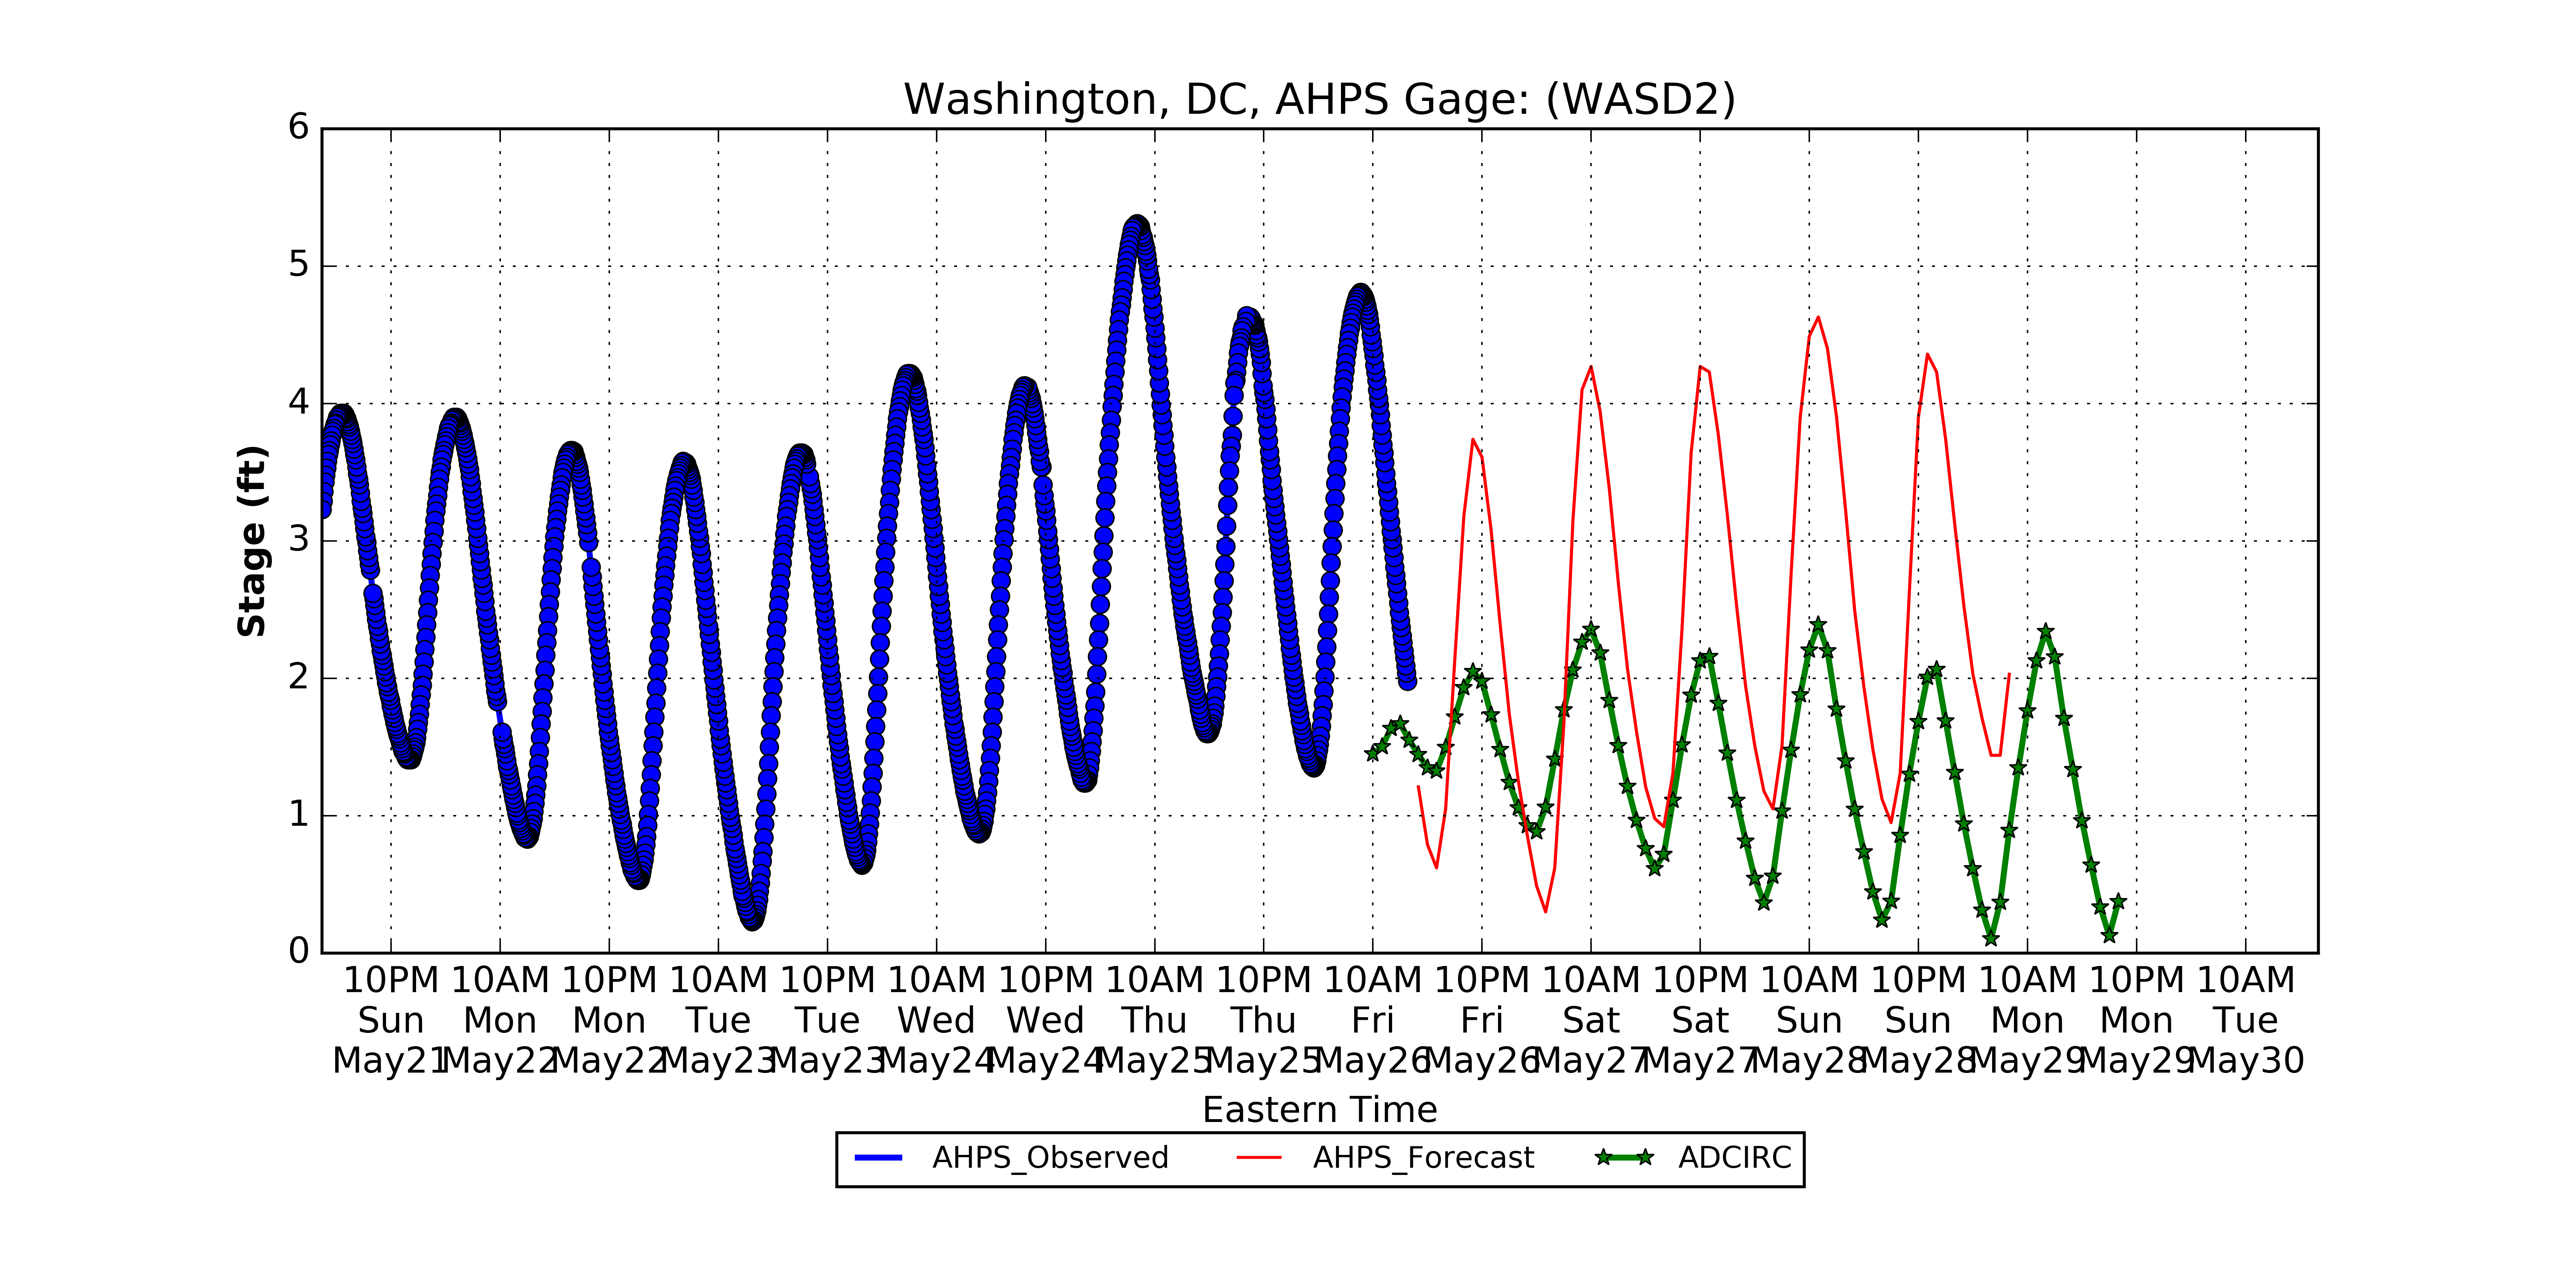 Washington, DC, AHPS Gage: (WASD2)
6
5
4
3
2
1
0
Stage (ft)
10PM 10AM 10PM 10AM 10PM 10AM 10PM 10AM 10PM 10AM 10PM 10AM 10PM 10AM 10PM 10AM 10PM 10AM
Sun Mon Mon Tue Tue Wed Wed Thu Thu Fri Fri Sat Sat Sun Sun Mon Mon Tue
May21 May22 May22 May23 May23 May24 May24 May25 May25 May26 May26 May27 May27 May28 May28 May29 May29 May30
Eastern Time
AHPS_Observed AHPS_Forecast ADCIRC